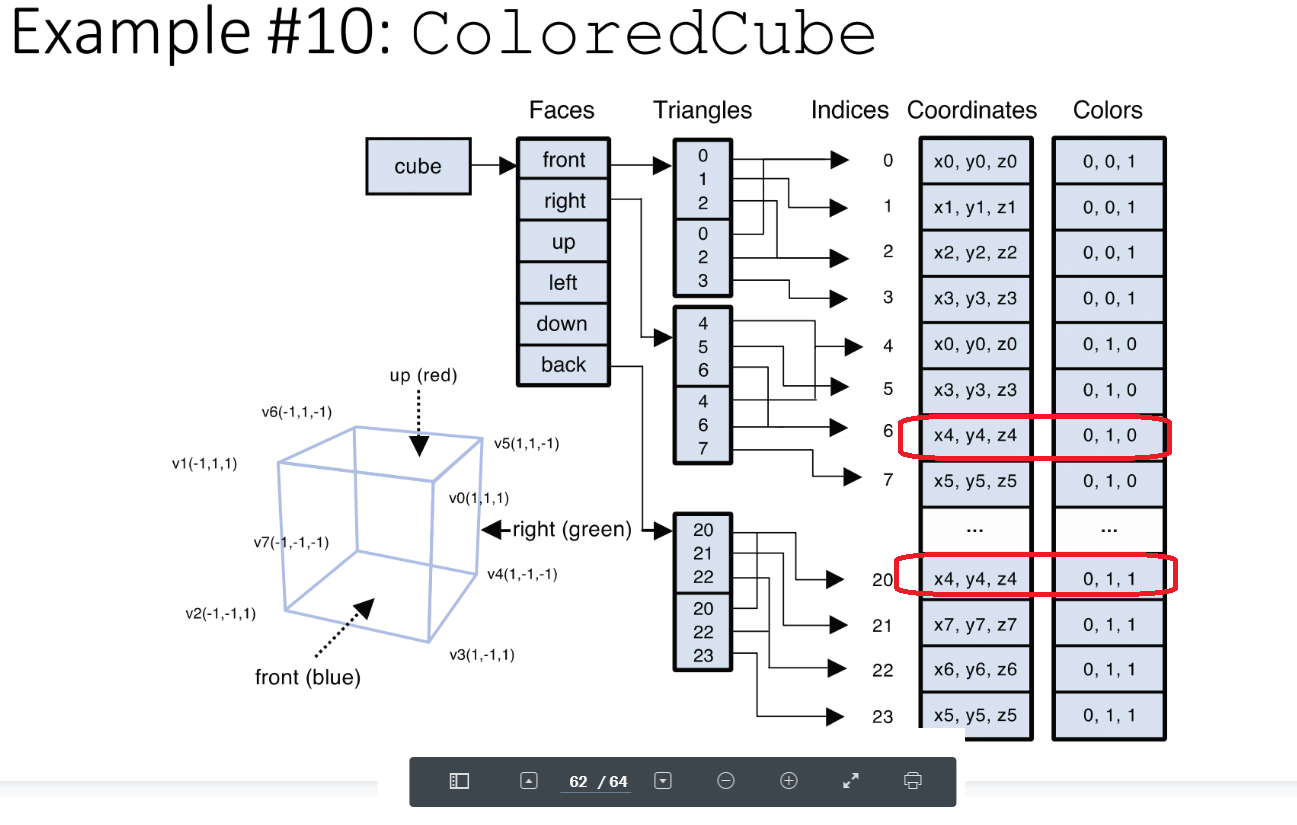 Example #10: ColoredCube
Faces Triangles Indices Coordinates Colors
cube
front
right
up
left
down
back
0
1
2
0
2
3
4
5
6
4
6
7
20
21
22
20
22
23
0 x0, y0, z0 0, 0, 1
1 x1, y1, z1 0, 0, 1
2 x2, y2, z2 0, 0, 1
3 x3, y3, z3 0, 0, 1
4 x0, y0, z0 0, 1, 0
5 x3, y3, z3 0, 1, 0
6 x4, y4, z4 0, 1, 0
7 x5, y5, z5 0, 1, 0
... ...
20 x4, y4, z4 0, 1, 1
21 x7, y7, z7 0, 1, 1
22 x6, y6, z6 0, 1, 1
23 x5, y5, z5 0, 1, 1
up (red)
v6(-1,1,-1)
v5(1,1,-1)
v1(-1,1,1)
v0(1,1,1)
right (green)
v7(-1,-1,-1)
v4(1,-1,-1)
v2(-1,-1,1)
v3(1,-1,1)
front (blue)
62 / 64